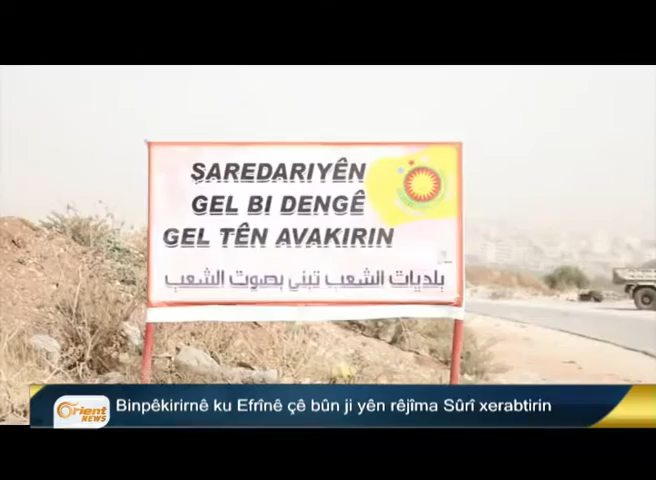 ŞAREDARIYÊN
GEL BI DENGÊ
GEL TÊN AVAKIRIN
بلديات الشعب تبنى بصوت الشعب
Orient NEWS
Binpêkirirnê ku Efrînê çê bûn ji yên rêjîma Sûrî xerabtirin